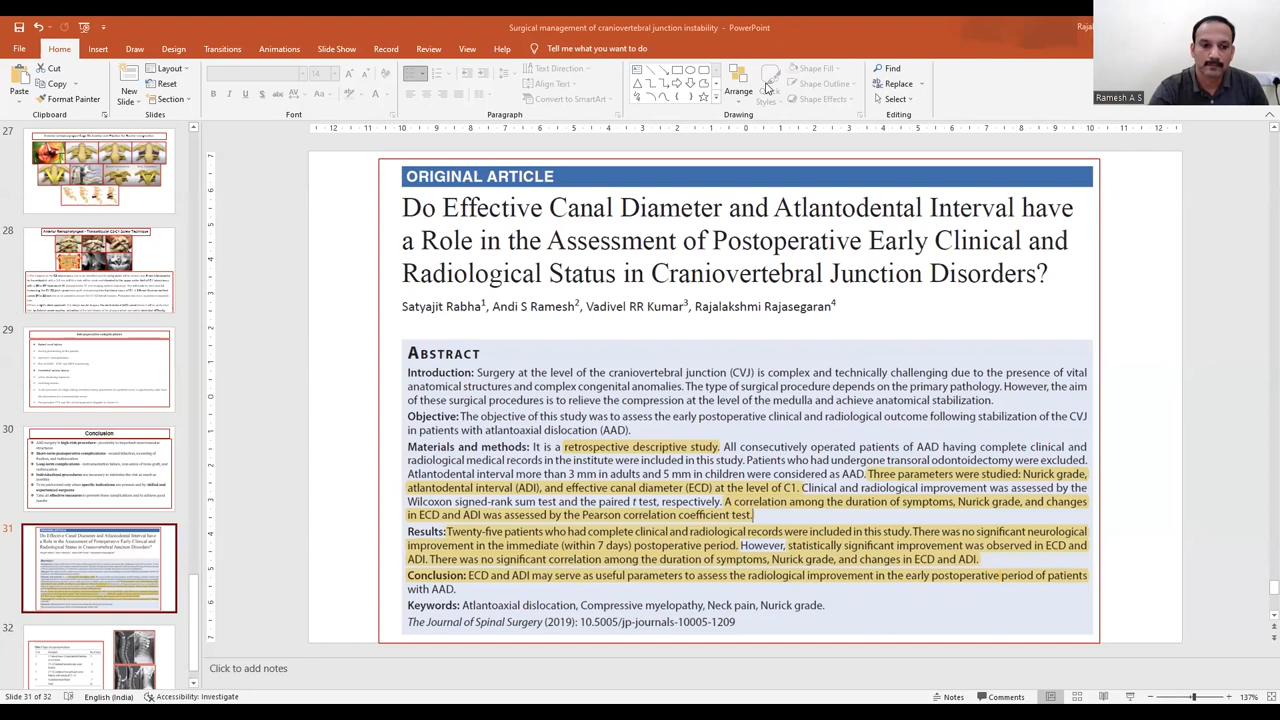 Surgical management of craniovertebral junction instability - PowerPoint
File Home Insert Draw Design Transitions Animations Slide Show Record Review View Help Tell me what you want to do
Paste
Cut
Copy
Format Painter
Clipboard
New
Slide
Layout
Reset
Section
Slides
14
B I U S
Font
Text Direction
Align Text
Convert to SmartArt
Paragraph
Arrange
Quick
Styles
Shape Fill
Shape Outline
Shape Effects
Drawing
Find
Replace
Select
Editing
Ramesh A S
27
28
Anterior Retropharyngeal - Transarticular C1-C2 Screw Technique
29
30
Conclusion
31
32
ORIGINAL ARTICLE
Do Effective Canal Diameter and Atlantodental Interval have
a Role in the Assessment of Postoperative Early Clinical and
Radiological Status in Craniovertebral Junction Disorders?
Satyajit Rabha1, Andi S Ramesh2, Vadivel RR Kumar3, Rajalakshmi Rajasegaran4
ABSTRACT
Introduction: Surgery at the level of the craniovertebral junction (CVJ) is complex and technically challenging due to the presence of vital
anatomical structures and complex congenital anomalies. The type of surgical procedure depends on the primary pathology. However, the aim
of these surgical procedures is to relieve the compression at the level of the medulla and achieve anatomical stabilization.
Objective: The objective of this study was to assess the early postoperative clinical and radiological outcome following stabilization of the CVJ
in patients with atlantoaxial dislocation (AAD).
Materials and methods: It is a retrospective descriptive study. All consecutively operated patients of AAD having complete clinical and
radiological medical records in the institute were included in this study. Patients who had undergone transoral odontoidectomy were excluded.
Atlantodental interval more than 3 mm in adults and 5 mm in children were considered as AAD. Three parameters were studied: Nurick grade,
atlantodental interval (ADI), and effective canal diameter (ECD) at the level of C1. Clinical and radiological improvement was assessed by the
Wilcoxon signed-rank sum test and the paired t test, respectively. A correlation among the duration of symptoms, Nurick grade, and changes
in ECD and ADI was assessed by the Pearson correlation coefficient test.
Results: Twenty-five patients who had complete clinical and radiological records were included in this study. There was no significant neurological
improvement in the immediate (within 7 days) postoperative period. However, statistically significant improvement was observed in ECD and
ADI. There was no significant correlation among the duration of symptoms, Nurick grade, and changes in ECD and ADI.
Conclusion: ECD and ADI may serve as useful parameters to assess the radiological improvement in the early postoperative period of patients
with AAD.
Keywords: Atlantoaxial dislocation, Compressive myelopathy, Neck pain, Nurick grade.
The Journal of Spinal Surgery (2019): 10.5005/jp-journals-10005-1209
Click to add notes
Slide 31 of 32 English (India) Accessibility: Investigate Notes Comments 137%